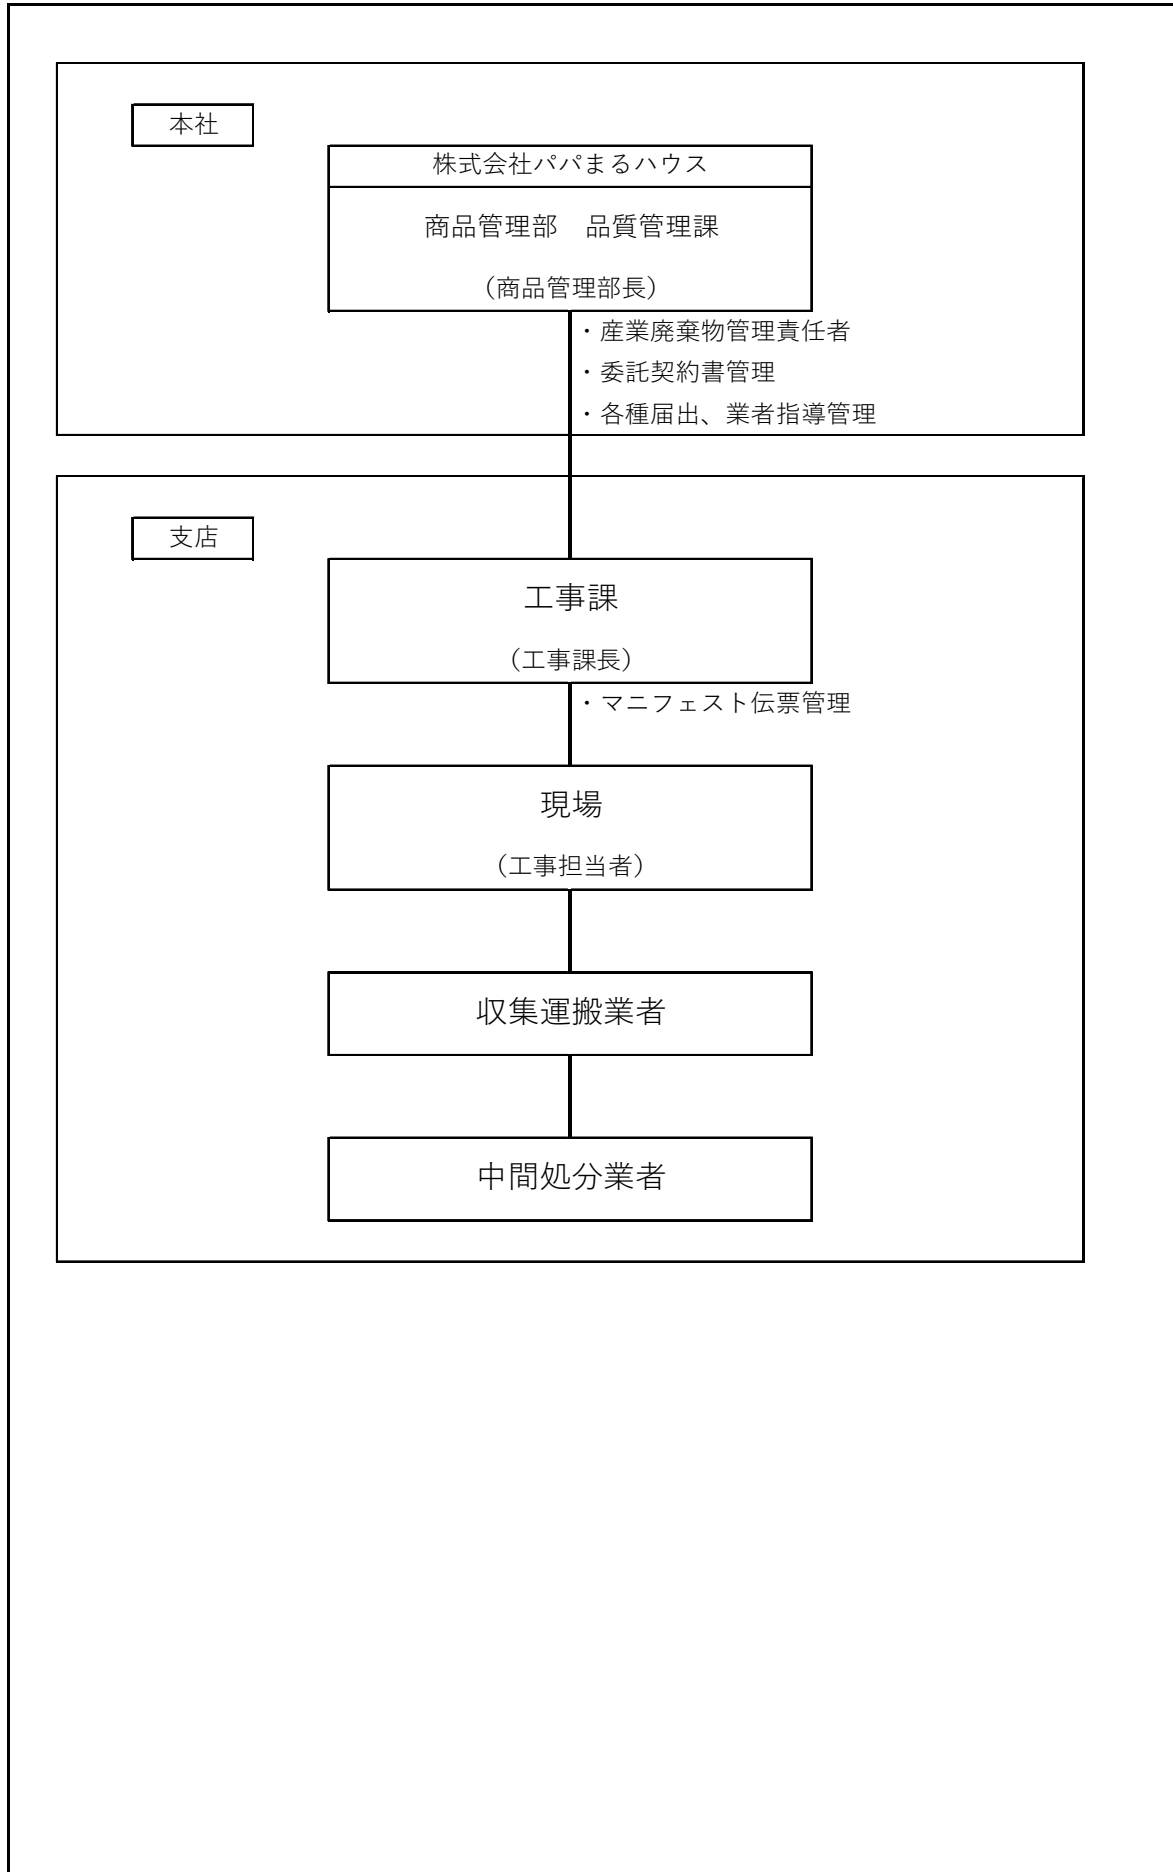 本社
株式会社パパまるハウス
商品管理部　品質管理課
（商品管理部長）
・産業廃棄物管理責任者
・委託契約書管理
・各種届出、業者指導管理
支店
工事課
（工事課長）
・マニフェスト伝票管理
現場
（工事担当者）
収集運搬業者
中間処分業者